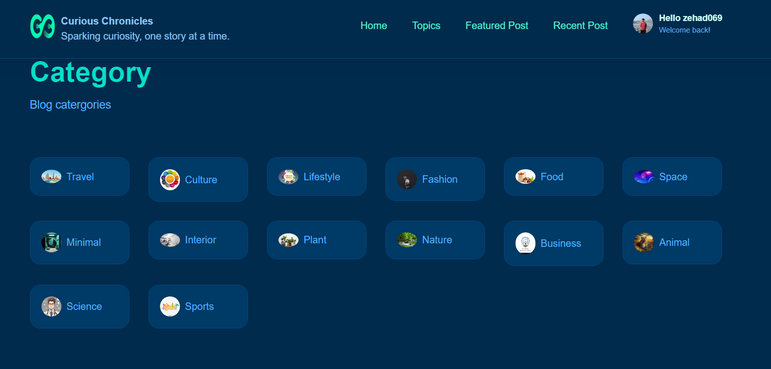 Curious Chronicles
Sparking curiosity, one story at a time.
Home
Topics
Featured Post
Recent Post
Hello zehad069
Welcome back!
Category
Blog catergories
Travel
Culture
Lifestyle
Fashion
Food
Space
Minimal
Interior
Plant
Nature
Business
Animal
Science
Sports